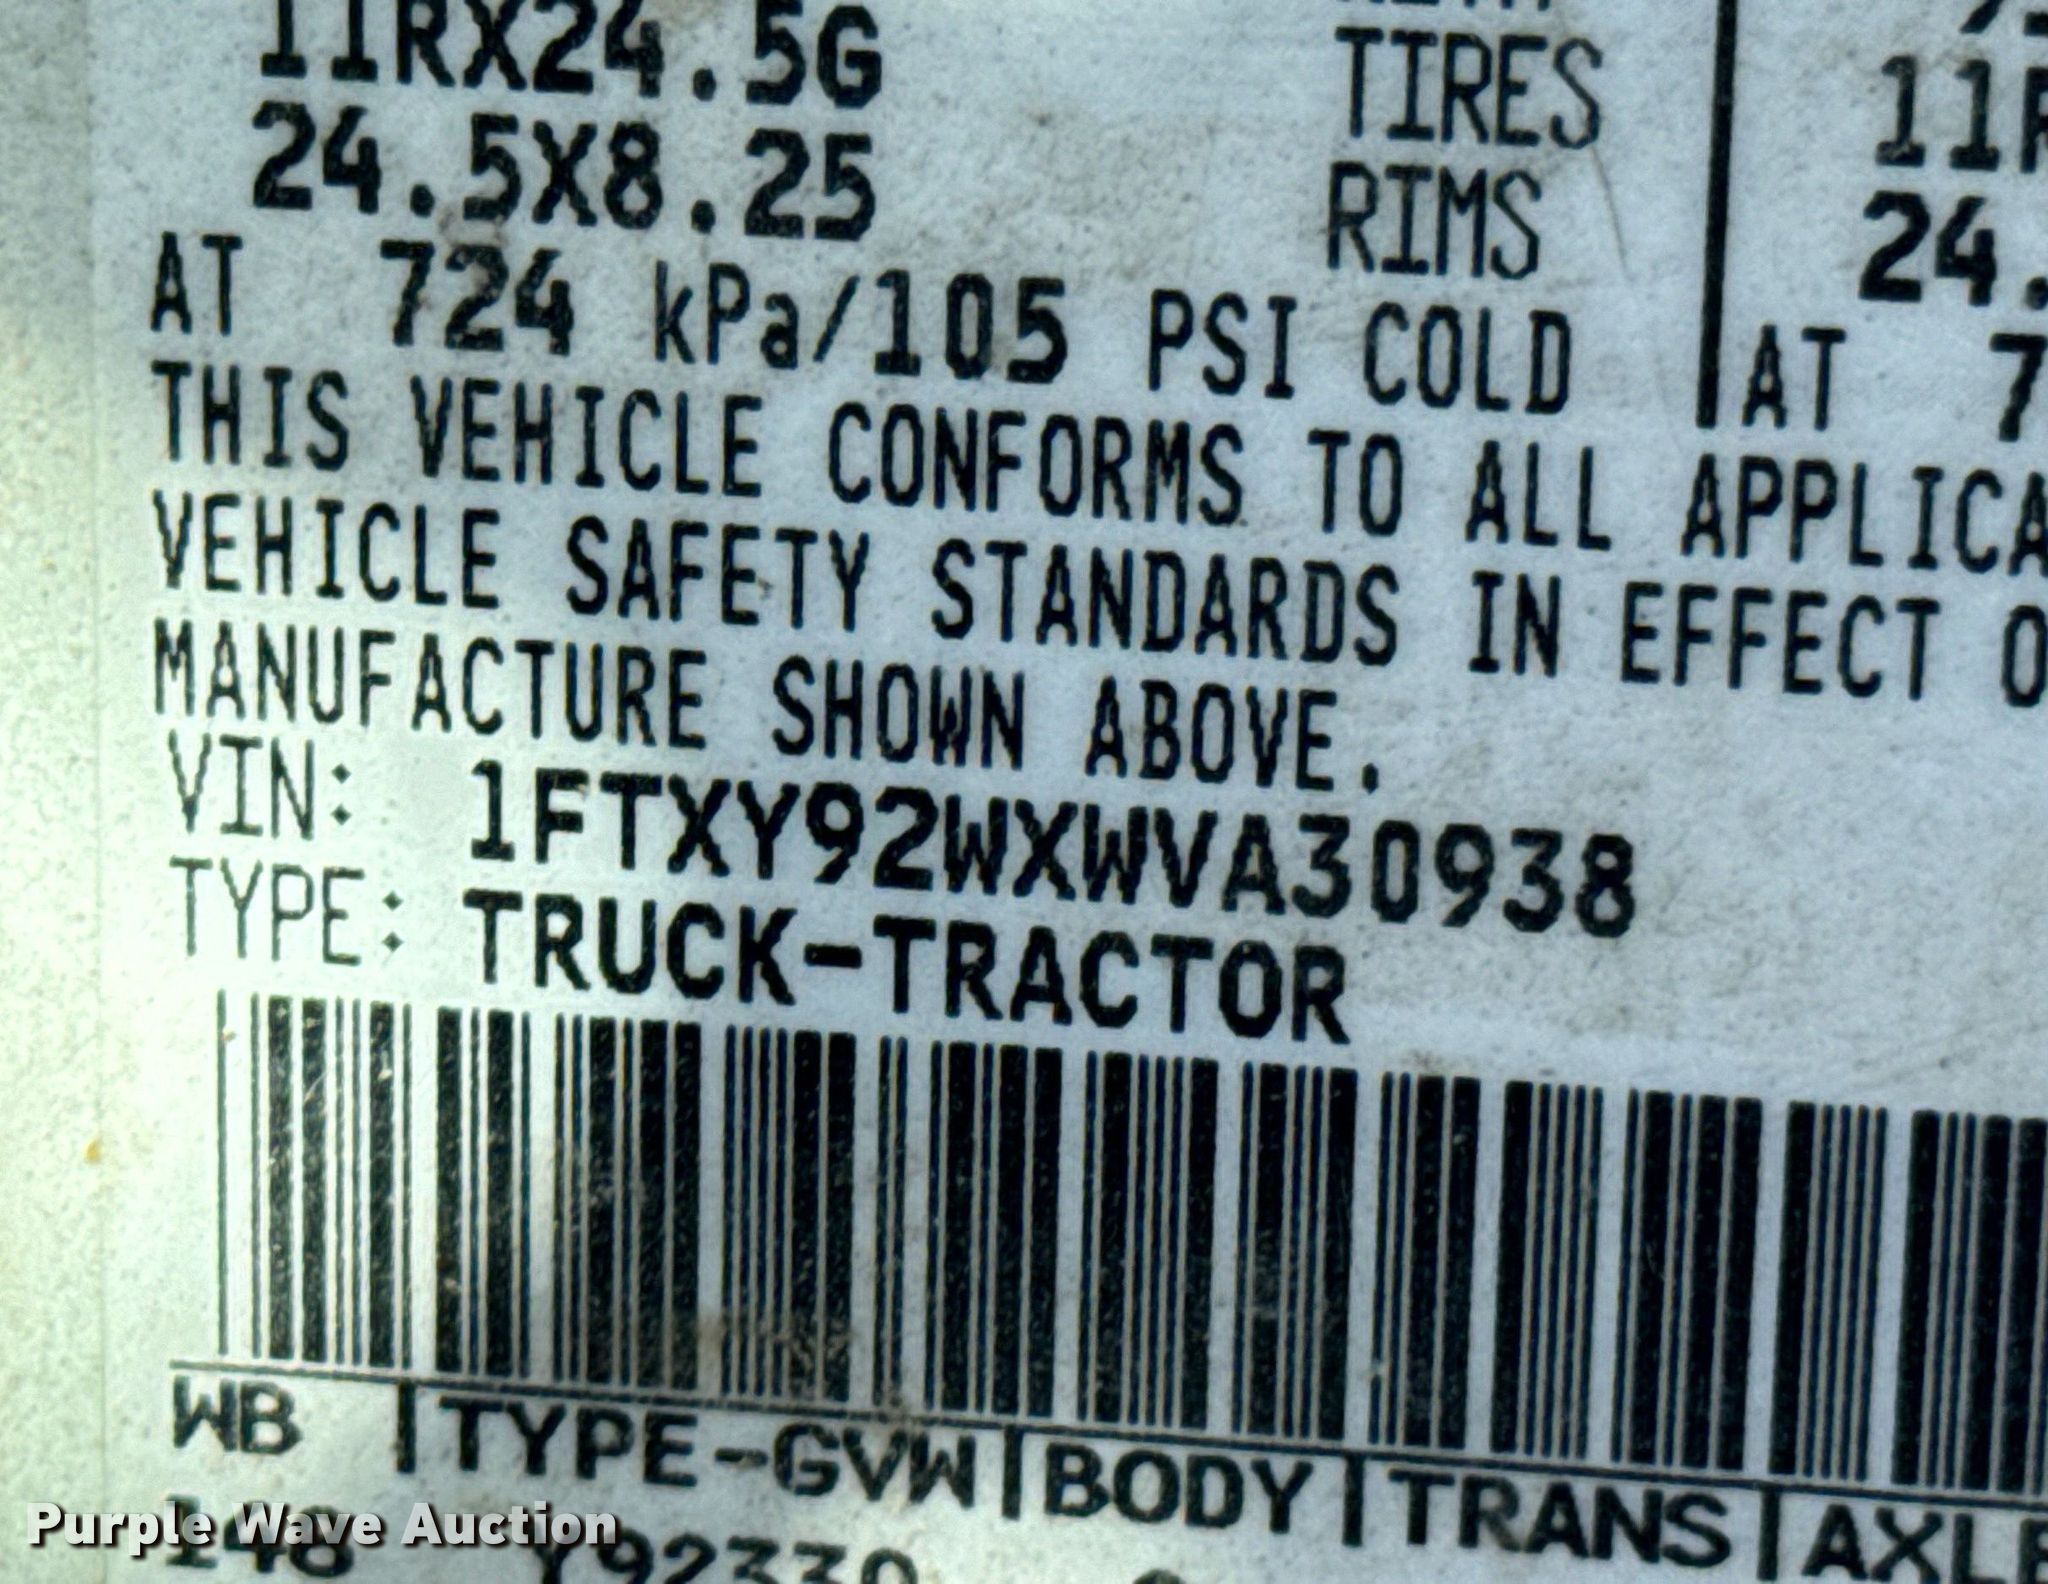 11RX24.5G TIRES 11R
24.5X8.25 RIMS 24.
AT 724 kPa/105 PSI COLD AT 7
THIS VEHICLE CONFORMS TO ALL APPLICA
VEHICLE SAFETY STANDARDS IN EFFECT O
MANUFACTURE SHOWN ABOVE.
VIN: 1FTXY92WXWVA30938
TYPE: TRUCK-TRACTOR
WB TYPE-GVW BODY TRANS AXLE
148 Y92330
Purple Wave Auction